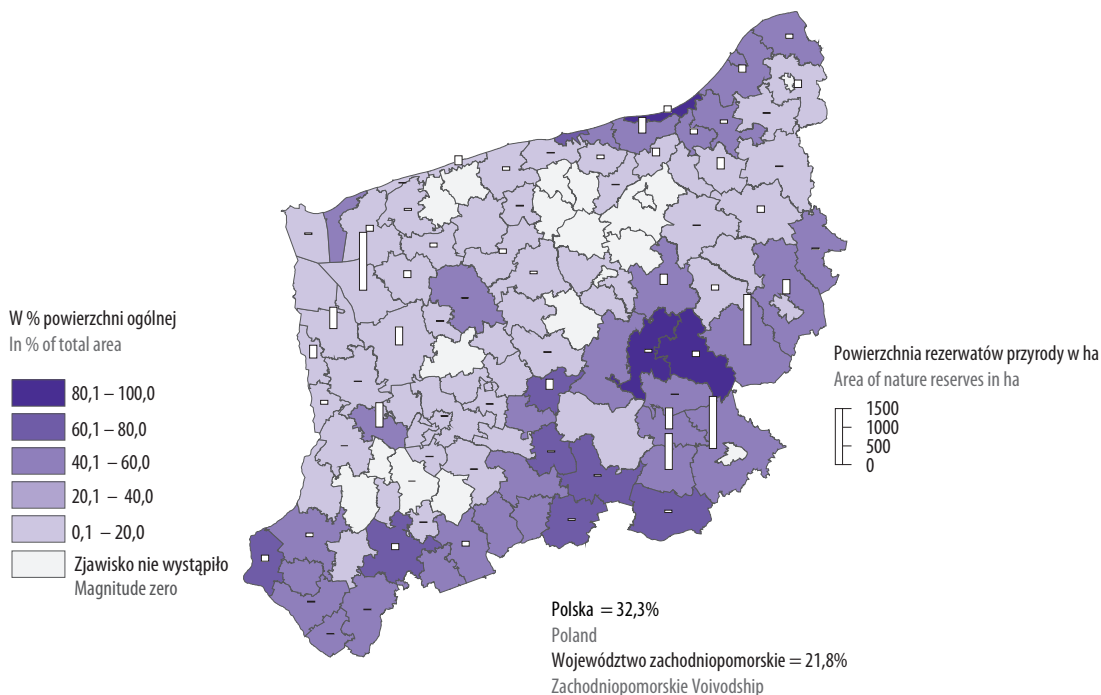 W % powierzchni ogólnej
In % of total area
80,1 – 100,0
60,1 – 80,0
40,1 – 60,0
20,1 – 40,0
0,1 – 20,0
Zjawisko nie wystąpiło
Magnitude zero
Powierzchnia rezerwatów przyrody w ha
Area of nature reserves in ha
1500
1000
500
0
Polska = 32,3%
Poland
Województwo zachodniopomorskie = 21,8%
Zachodniopomorskie Voivodship